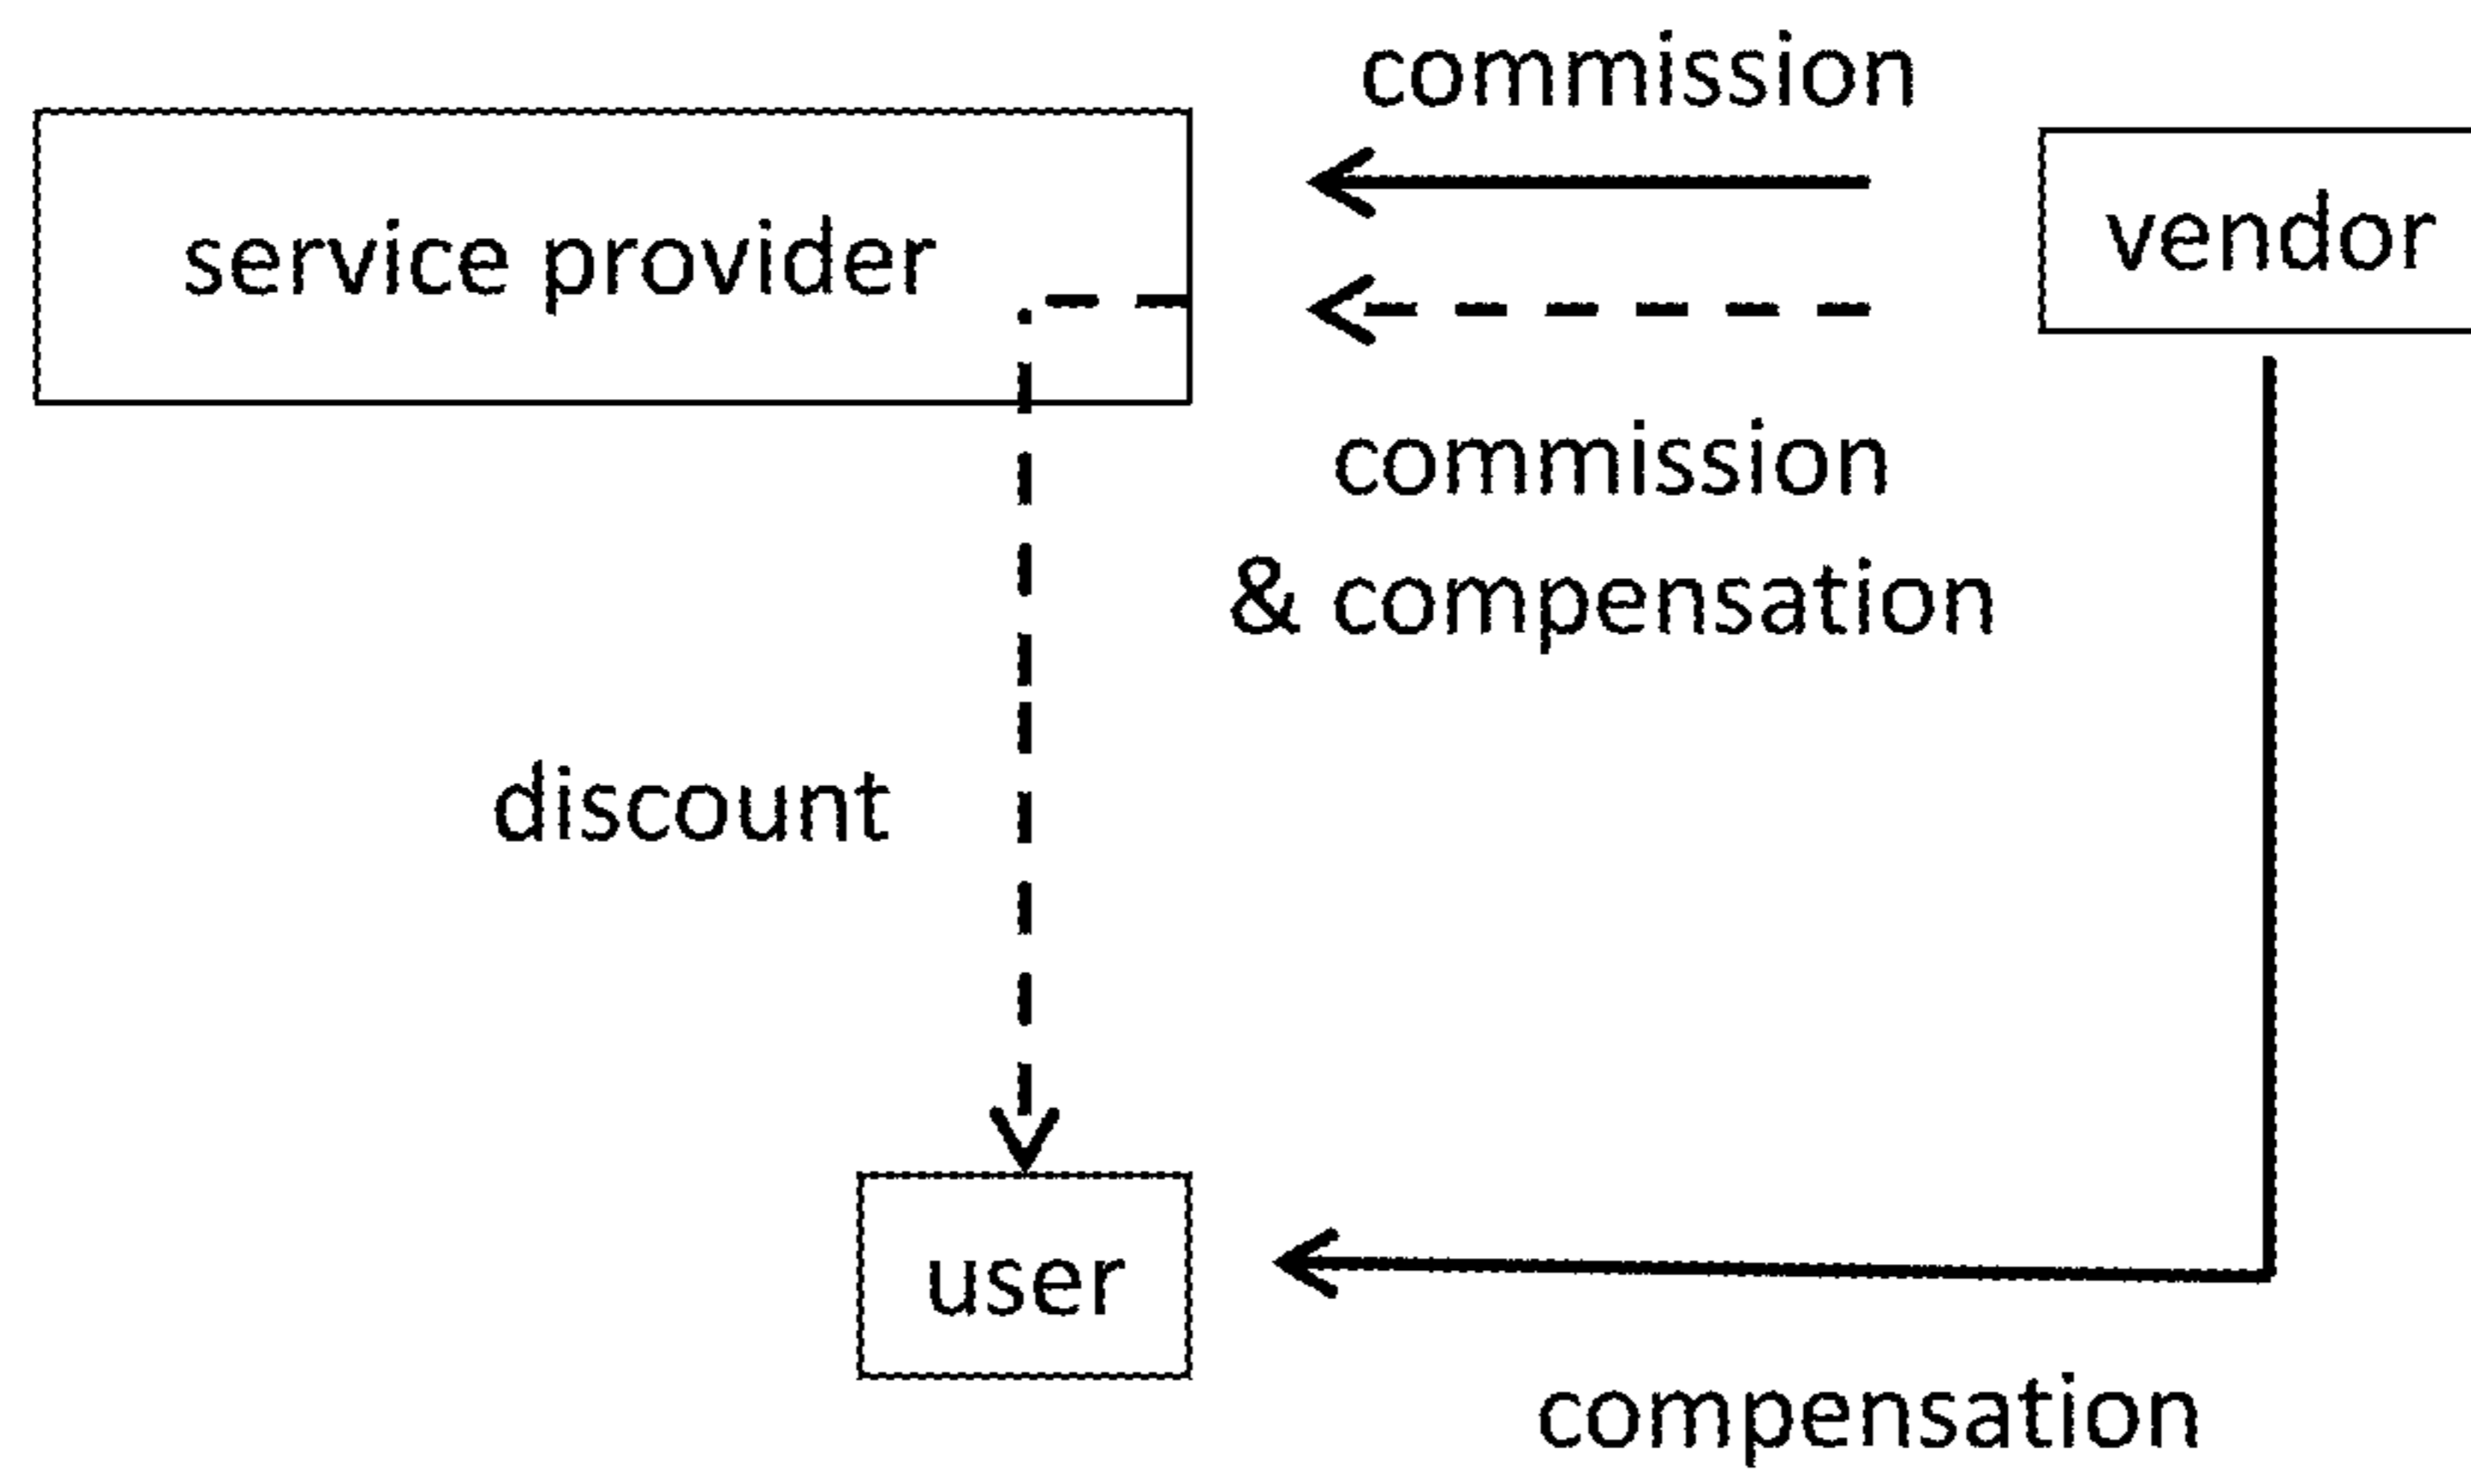 commission
service provider
vendor
commission
& compensation
discount
user
compensation